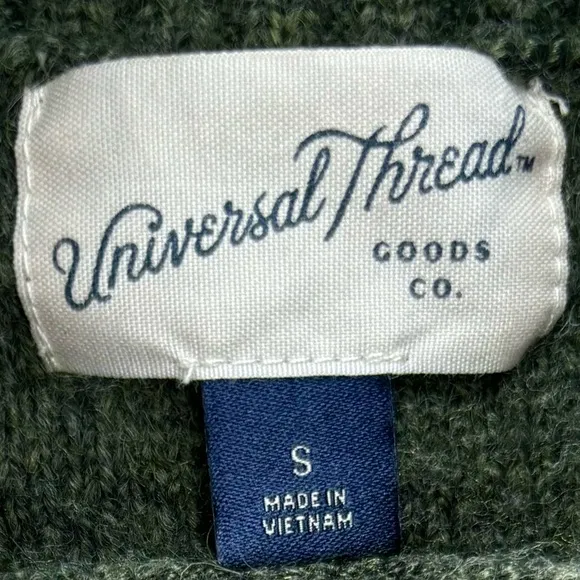 Universal Thread™
GOODS
CO.
S
MADE IN
VIETNAM